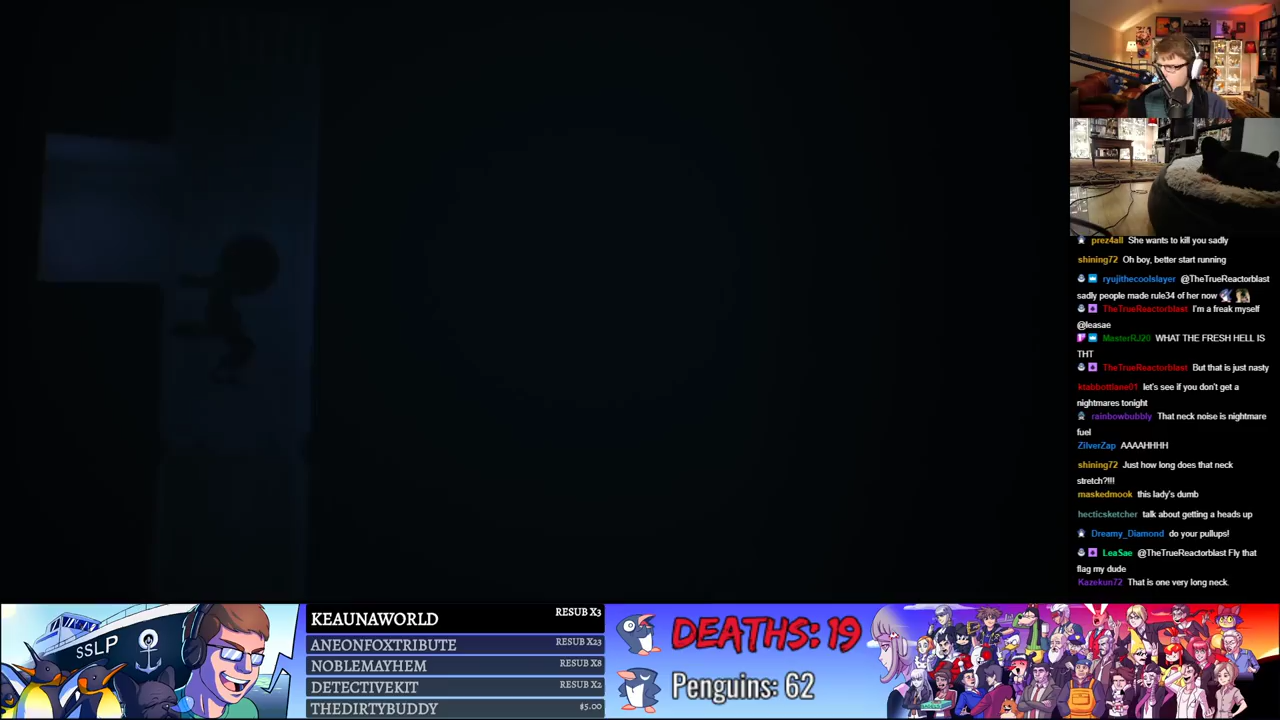 prez4all She wants to kill you sadly
shining72 Oh boy, better start running
ryujithecoolslayer @TheTrueReactorblast
sadly people made rule34 of her now
TheTrueReactorblast I'm a freak myself
@leasae
MasterRJ20 WHAT THE FRESH HELL IS
THT
TheTrueReactorblast But that is just nasty
ktabbottlane01 let's see if you don't get a
nightmares tonight
rainbowbubbly That neck noise is nightmare
fuel
ZilverZap AAAAHHHH
shining72 Just how long does that neck
stretch?!!!
maskedmook this lady's dumb
hecticsketcher talk about getting a heads up
Dreamy_Diamond do your pullups!
LeaSae @TheTrueReactorblast Fly that
flag my dude
Kazekun72 That is one very long neck.
SSLP
KEAUNAWORLD RESUB X3
ANEONFOXTRIBUTE RESUB X23
NOBLEMAYHEM RESUB X8
DETECTIVEKIT RESUB X2
THEDIRTYBUDDY $5.00
DEATHS: 19
Penguins: 62